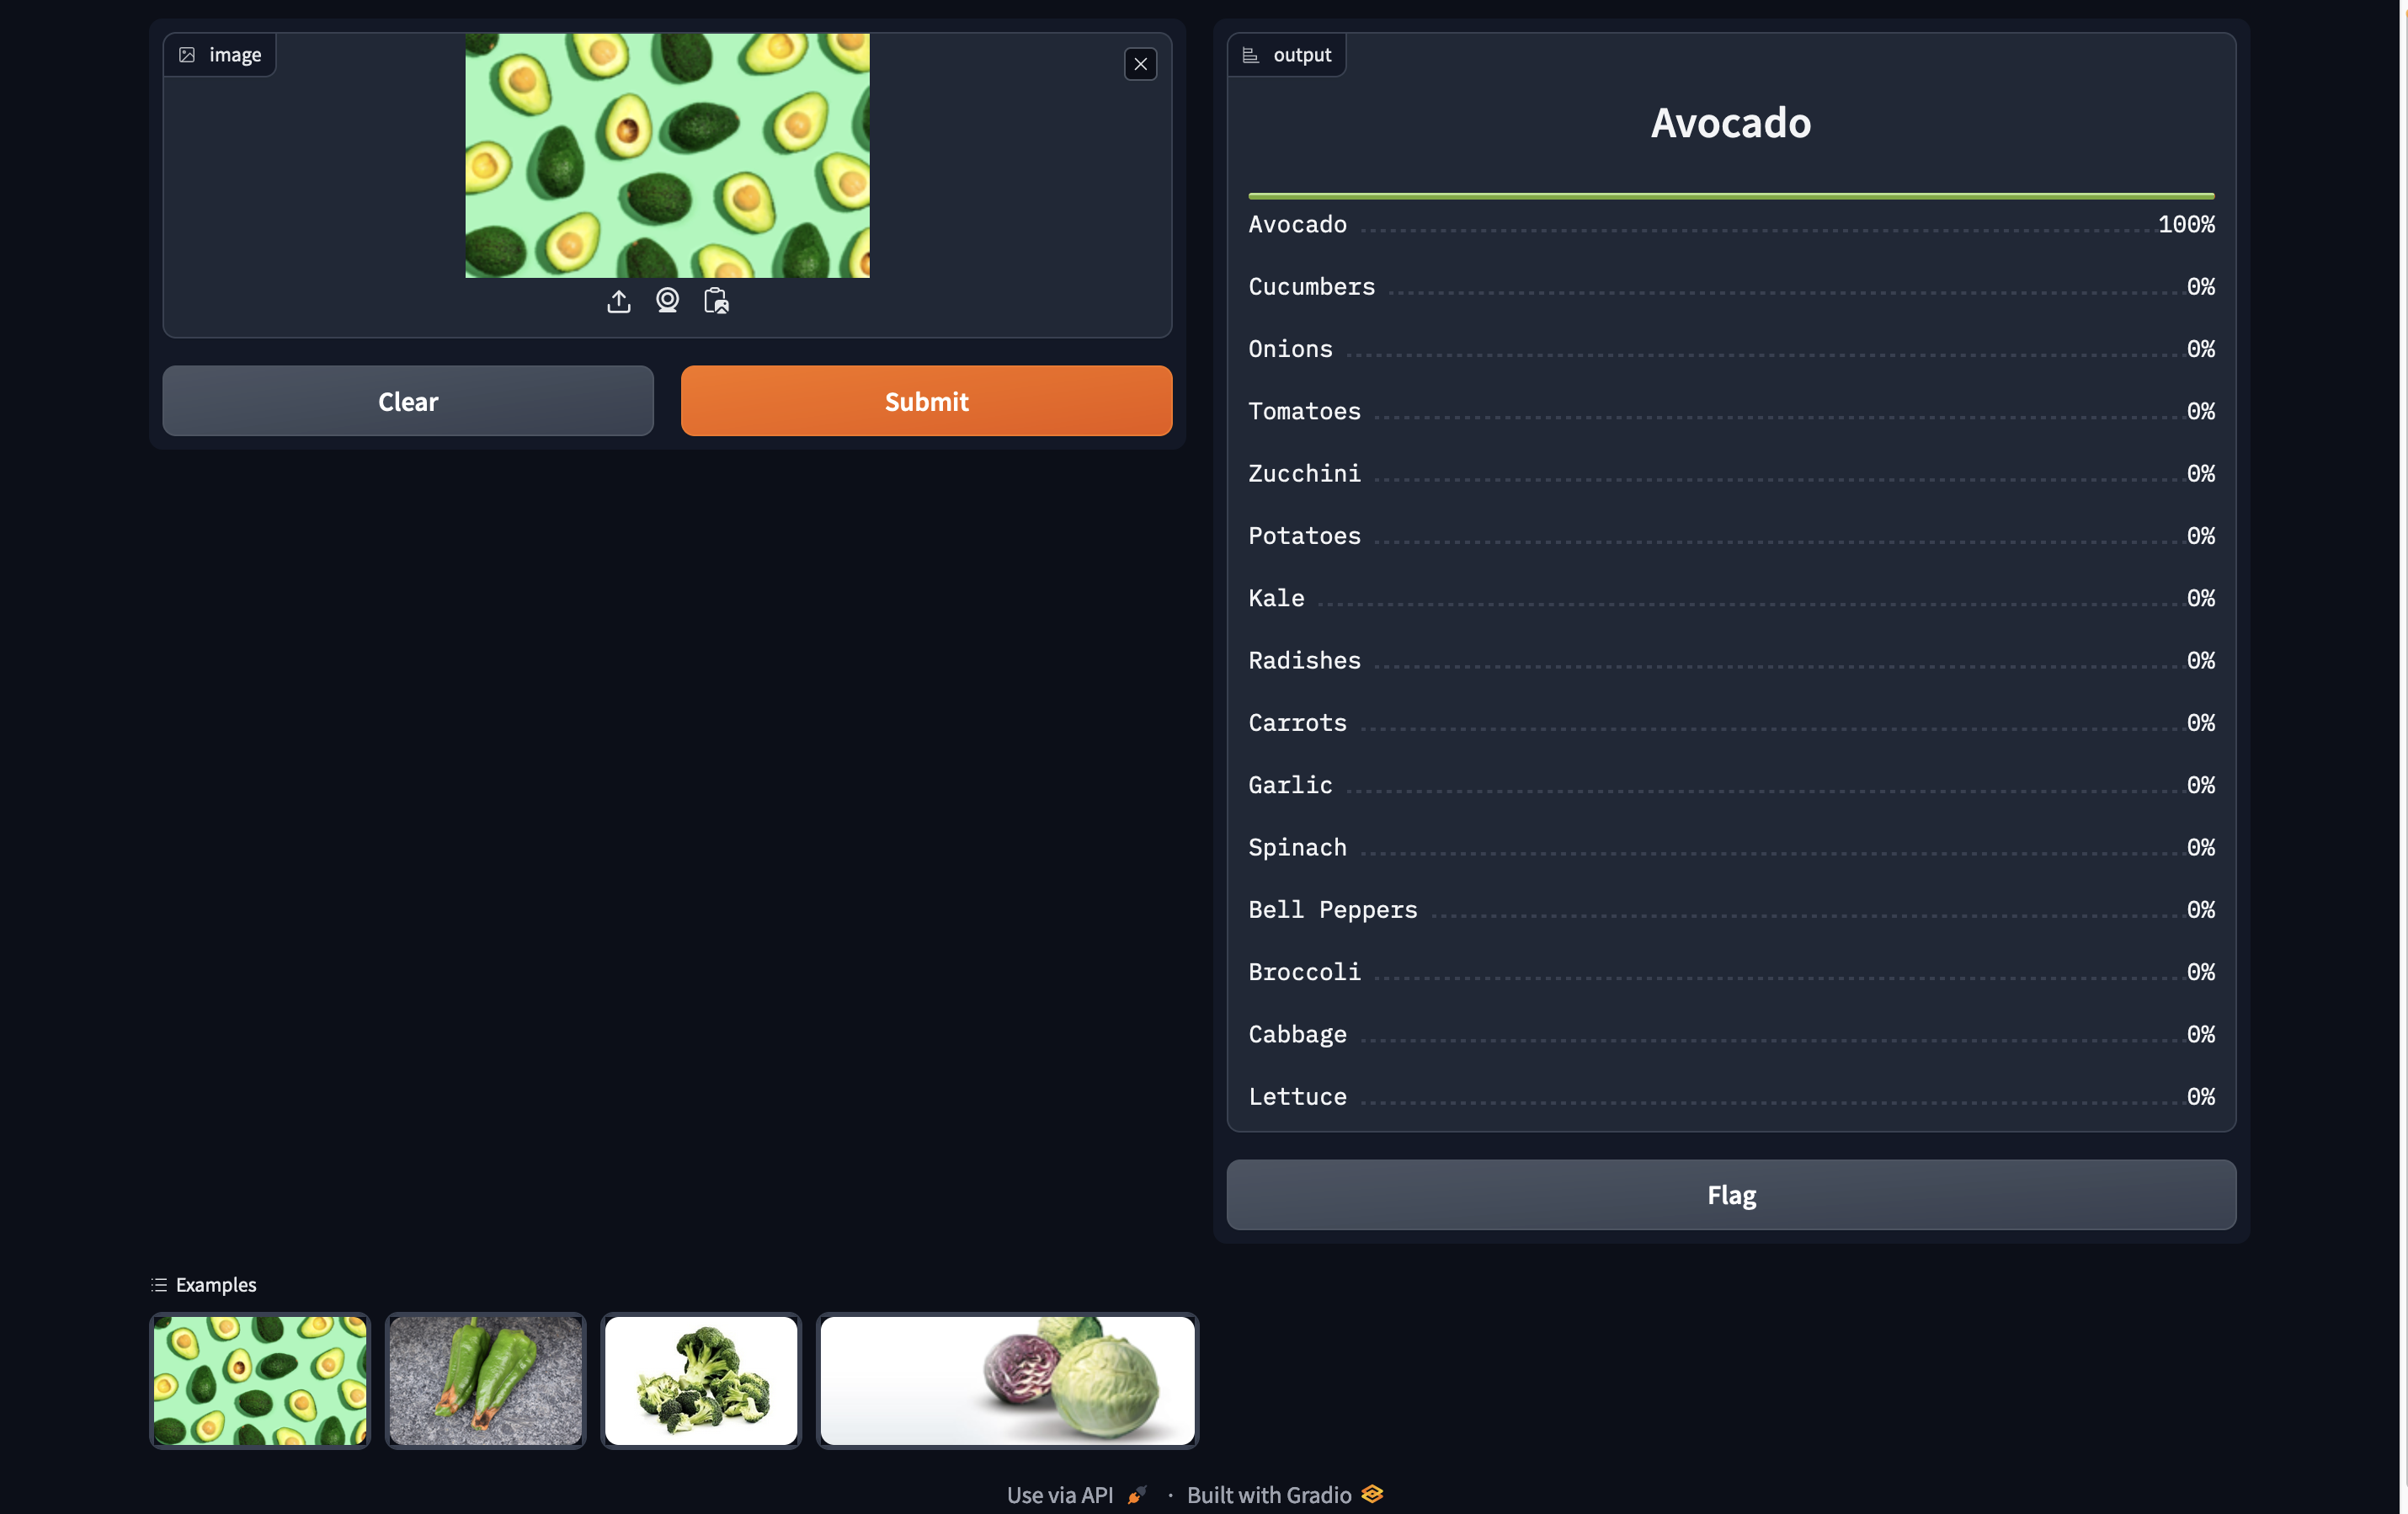 image
Clear
Submit
output
Avocado
Avocado 100%
Cucumbers 0%
Onions 0%
Tomatoes 0%
Zucchini 0%
Potatoes 0%
Kale 0%
Radishes 0%
Carrots 0%
Garlic 0%
Spinach 0%
Bell Peppers 0%
Broccoli 0%
Cabbage 0%
Lettuce 0%
Flag
Examples
Use via API · Built with Gradio